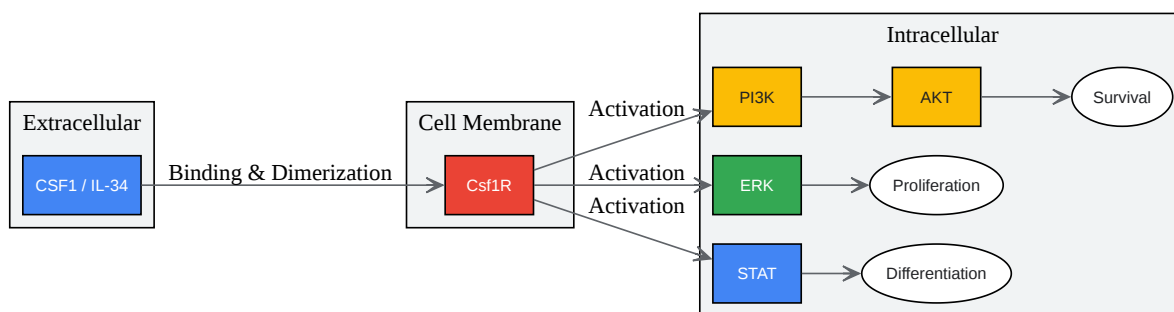 Intracellular
PI3K
AKT
Survival
Activation
Extracellular
Cell Membrane
CSF1 / IL-34
Binding & Dimerization
Csf1R
Activation
ERK
Proliferation
Activation
STAT
Differentiation